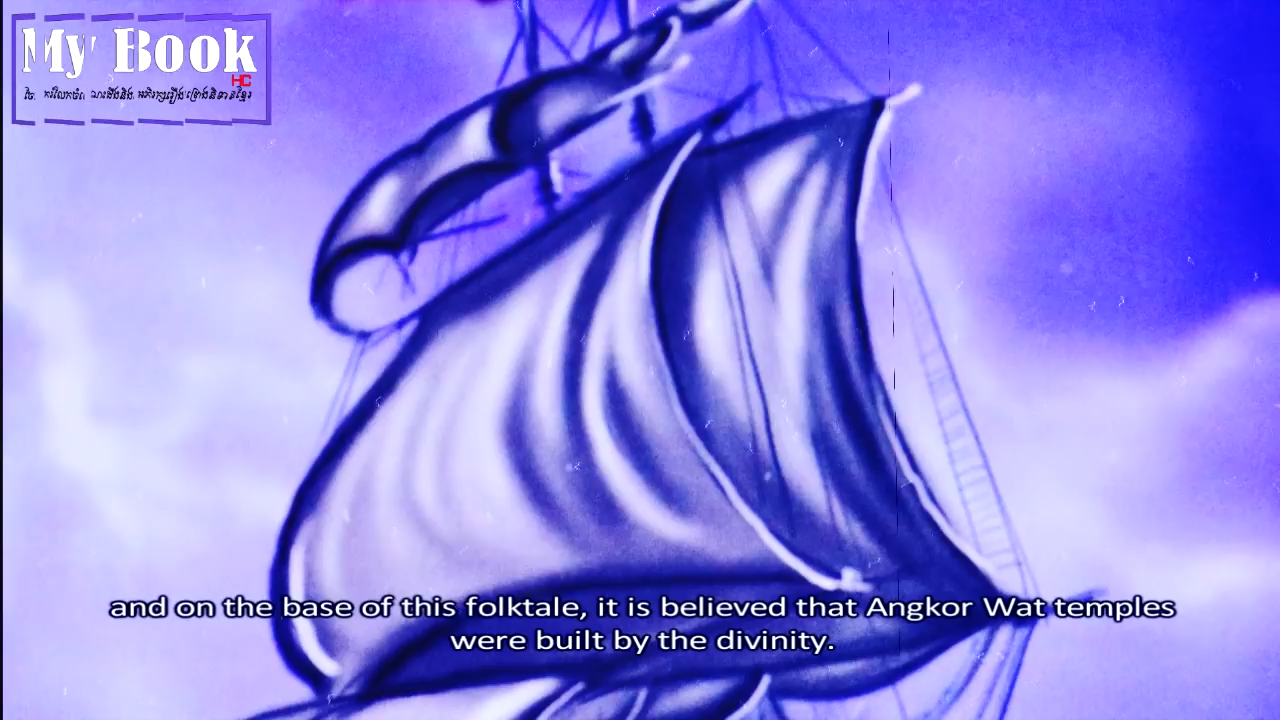 My Book
HC
and on the base of this folktale, it is believed that Angkor Wat temples
were built by the divinity.